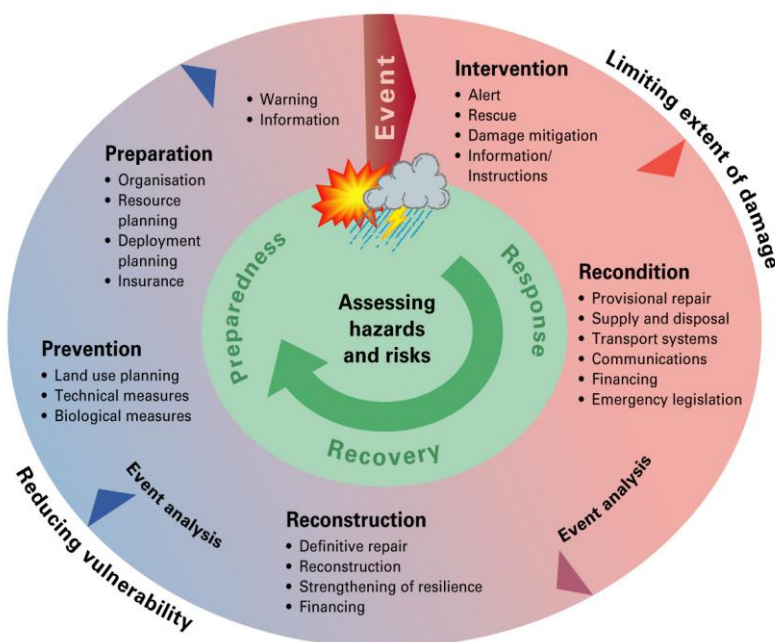 Event
• Warning
• Information
Intervention
• Alert
• Rescue
• Damage mitigation
• Information/
Instructions
Limiting extent of damage
Recondition
• Provisional repair
• Supply and disposal
• Transport systems
• Communications
• Financing
• Emergency legislation
Event analysis
Reconstruction
• Definitive repair
• Reconstruction
• Strengthening of resilience
• Financing
Event analysis
Reducing vulnerability
Prevention
• Land use planning
• Technical measures
• Biological measures
Preparation
• Organisation
• Resource
planning
• Deployment
planning
• Insurance
Preparedness
Response
Recovery
Assessing
hazards
and risks